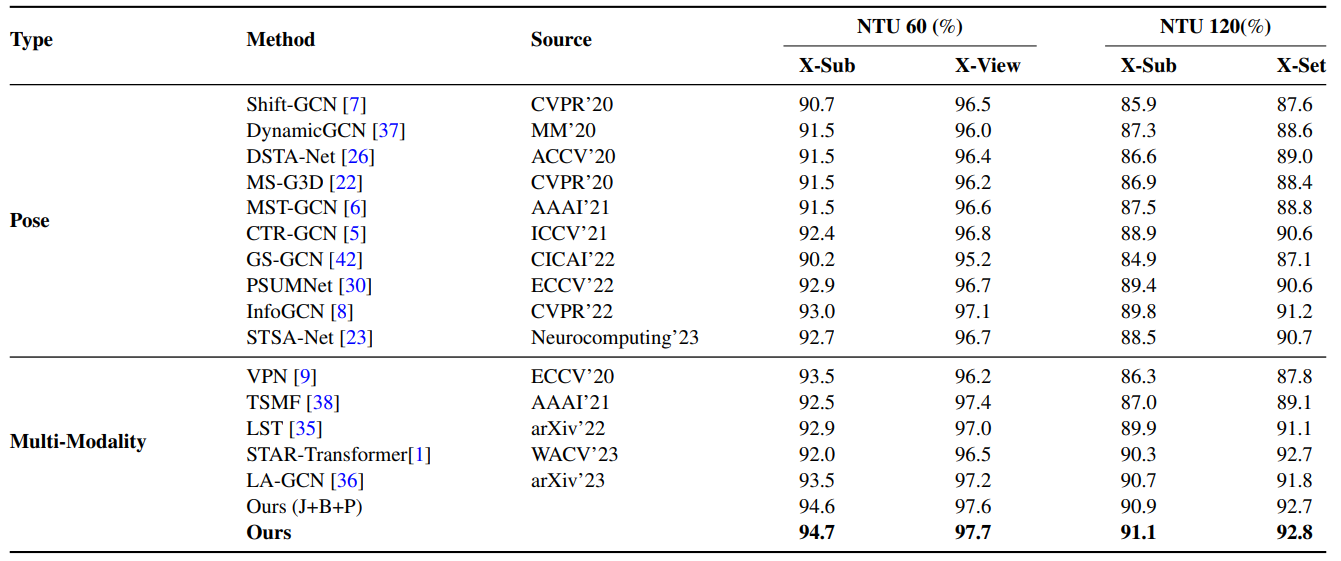 Type Method Source NTU 60 (%) NTU 120(%)
X-Sub X-View X-Sub X-Set
Pose
Shift-GCN [7] CVPR’20 90.7 96.5 85.9 87.6
DynamicGCN [37] MM’20 91.5 96.0 87.3 88.6
DSTA-Net [26] ACCV’20 91.5 96.4 86.6 89.0
MS-G3D [22] CVPR’20 91.5 96.2 86.9 88.4
MST-GCN [6] AAAI’21 91.5 96.6 87.5 88.8
CTR-GCN [5] ICCV’21 92.4 96.8 88.9 90.6
GS-GCN [42] CICAI’22 90.2 95.2 84.9 87.1
PSUMNet [30] ECCV’22 92.9 96.7 89.4 90.6
InfoGCN [8] CVPR’22 93.0 97.1 89.8 91.2
STSA-Net [23] Neurocomputing’23 92.7 96.7 88.5 90.7
Multi-Modality
VPN [9] ECCV’20 93.5 96.2 86.3 87.8
TSMF [38] AAAI’21 92.5 97.4 87.0 89.1
LST [35] arXiv’22 92.9 97.0 89.9 91.1
STAR-Transformer[1] WACV’23 92.0 96.5 90.3 92.7
LA-GCN [36] arXiv’23 93.5 97.2 90.7 91.8
Ours (J+B+P) 94.6 97.6 90.9 92.7
Ours 94.7 97.7 91.1 92.8